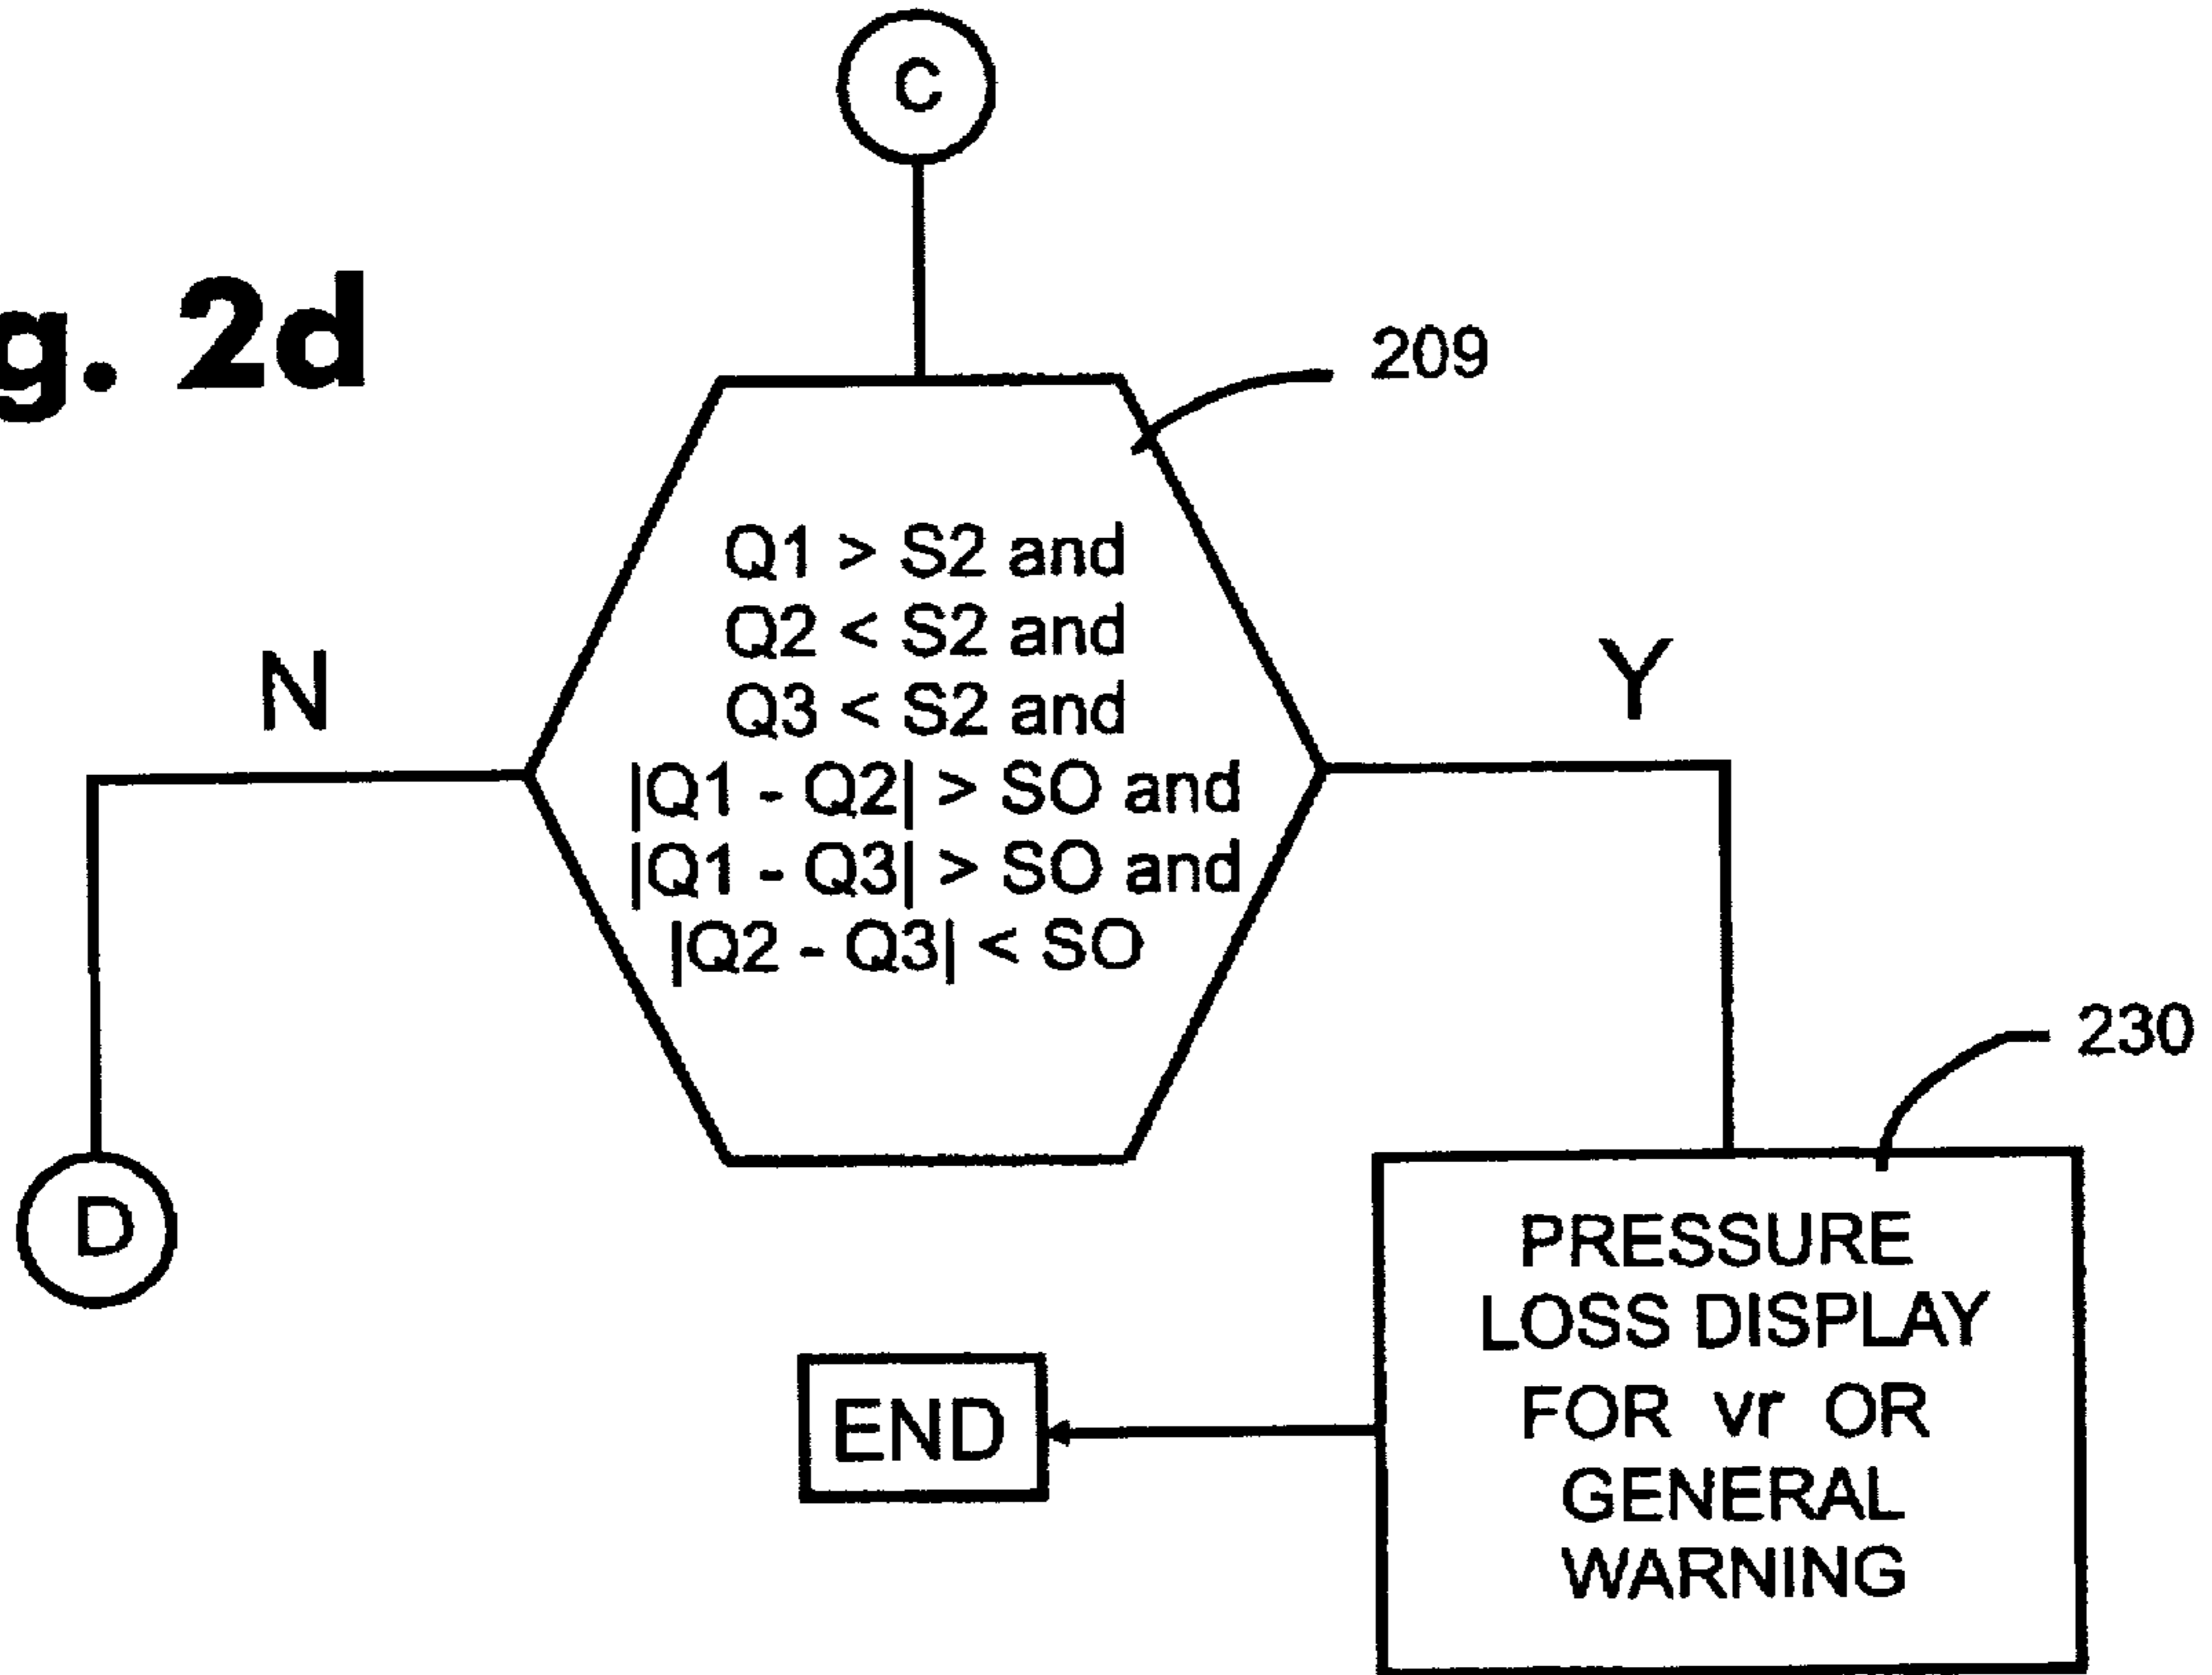 C
g. 2d
209
Q1 > S2 and
Q2 < S2 and
Q3 < S2 and
|Q1 - Q2| > SO and
|Q1 - Q3| > SO and
|Q2 - Q3| < SO
N
Y
D
230
PRESSURE
LOSS DISPLAY
FOR vr OR
GENERAL
WARNING
END